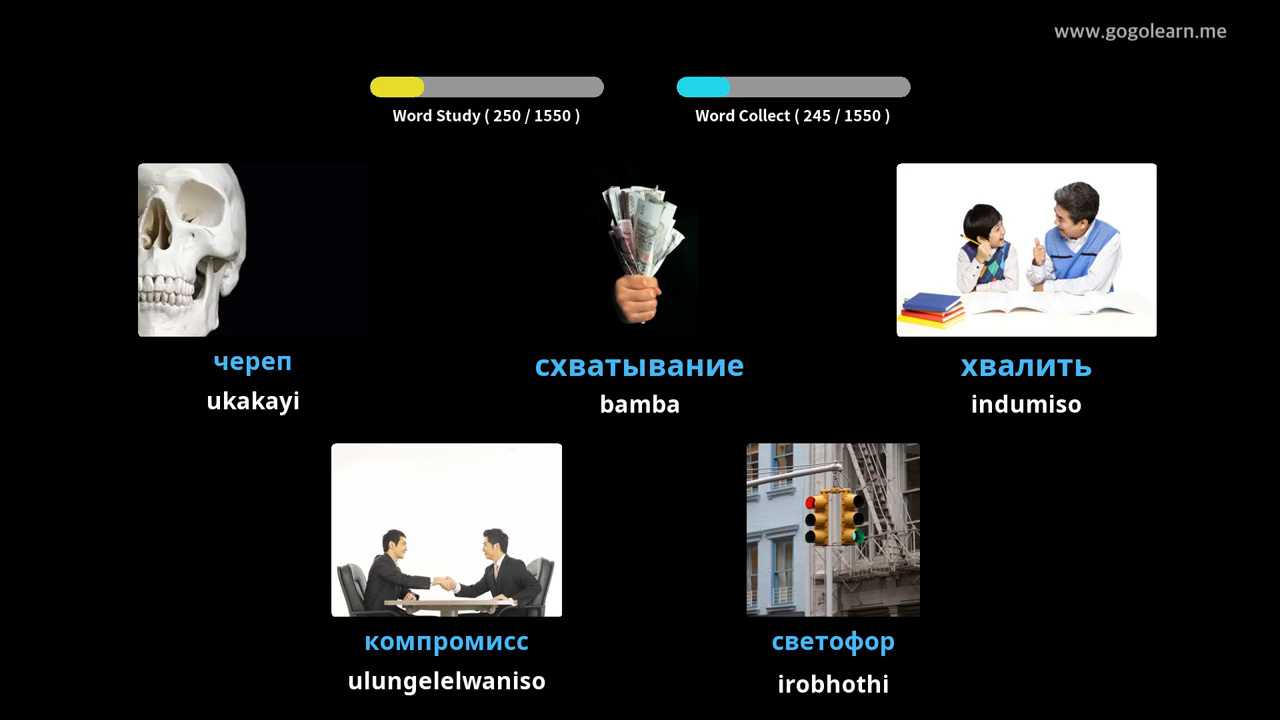 www.gogolearn.me
Word Study ( 250 / 1550 )
Word Collect ( 245 / 1550 )
череп
ukakayi
схватывание
bamba
хвалить
indumiso
компромисс
ulungelelwaniso
светофор
irobhothi